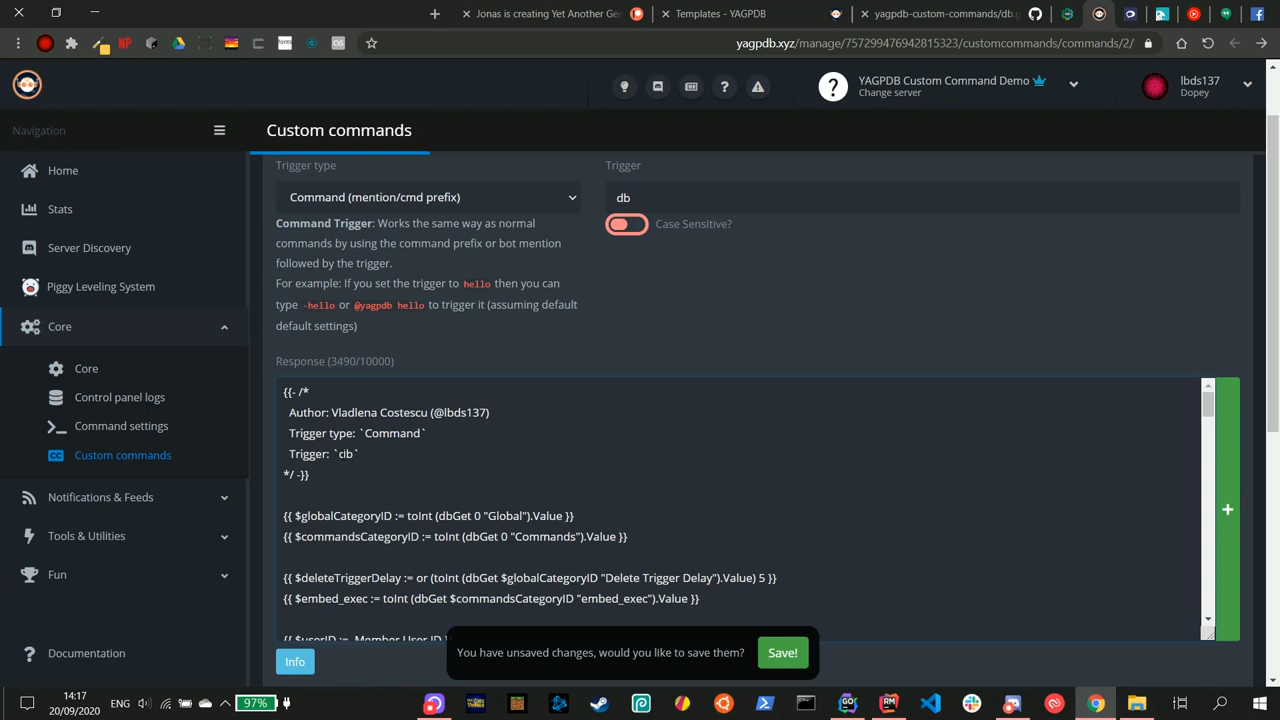 Jonas is creating Yet Another Ger
Templates - YAGPDB
yagpdb-custom-commands/db.g
yagpdb.xyz/manage/757299476942815323/customcommands/commands/2/
YAGPDB Custom Command Demo
Change server
lbds137
Dopey
Navigation
Custom commands
Home
Stats
Server Discovery
Piggy Leveling System
Core
Core
Control panel logs
Command settings
Custom commands
Notifications & Feeds
Tools & Utilities
Fun
Documentation
Trigger type
Trigger
Command (mention/cmd prefix)
db
Case Sensitive?
Command Trigger: Works the same way as normal
commands by using the command prefix or bot mention
followed by the trigger.
For example: If you set the trigger to hello then you can
type -hello or @yagpdb hello to trigger it (assuming default
default settings)
Response (3490/10000)
{{- /*
Author: Vladlena Costescu (@lbds137)
Trigger type: `Command`
Trigger: `db`
*/ -}}
{{ $globalCategoryID := toInt (dbGet 0 "Global").Value }}
{{ $commandsCategoryID := toInt (dbGet 0 "Commands").Value }}
{{ $deleteTriggerDelay := or (toInt (dbGet $globalCategoryID "Delete Trigger Delay").Value) 5 }}
{{ $embed_exec := toInt (dbGet $commandsCategoryID "embed_exec").Value }}
{{ $userID := .Member.User.ID }}
You have unsaved changes, would you like to save them?
Save!
Info
+
14:17
20/09/2020
ENG
97%